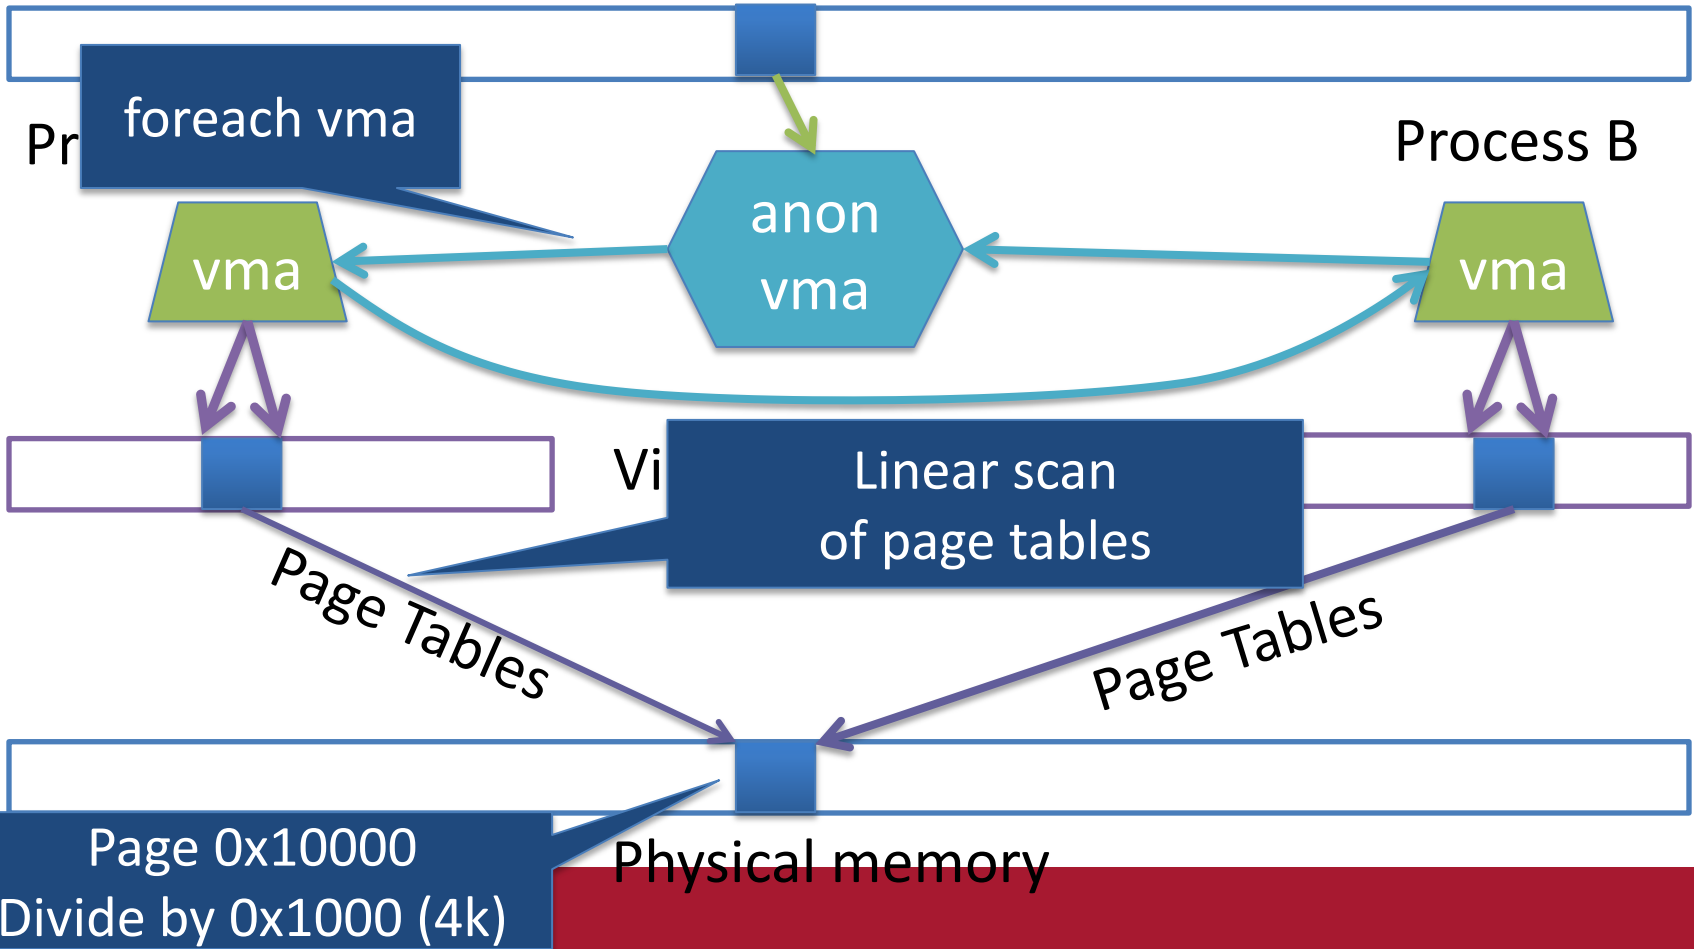 foreach vma
Pr
Process B
anon
vma
vma
vma
Vi
Linear scan
of page tables
Page Tables
Page Tables
Page 0x10000
Divide by 0x1000 (4k)
Physical memory